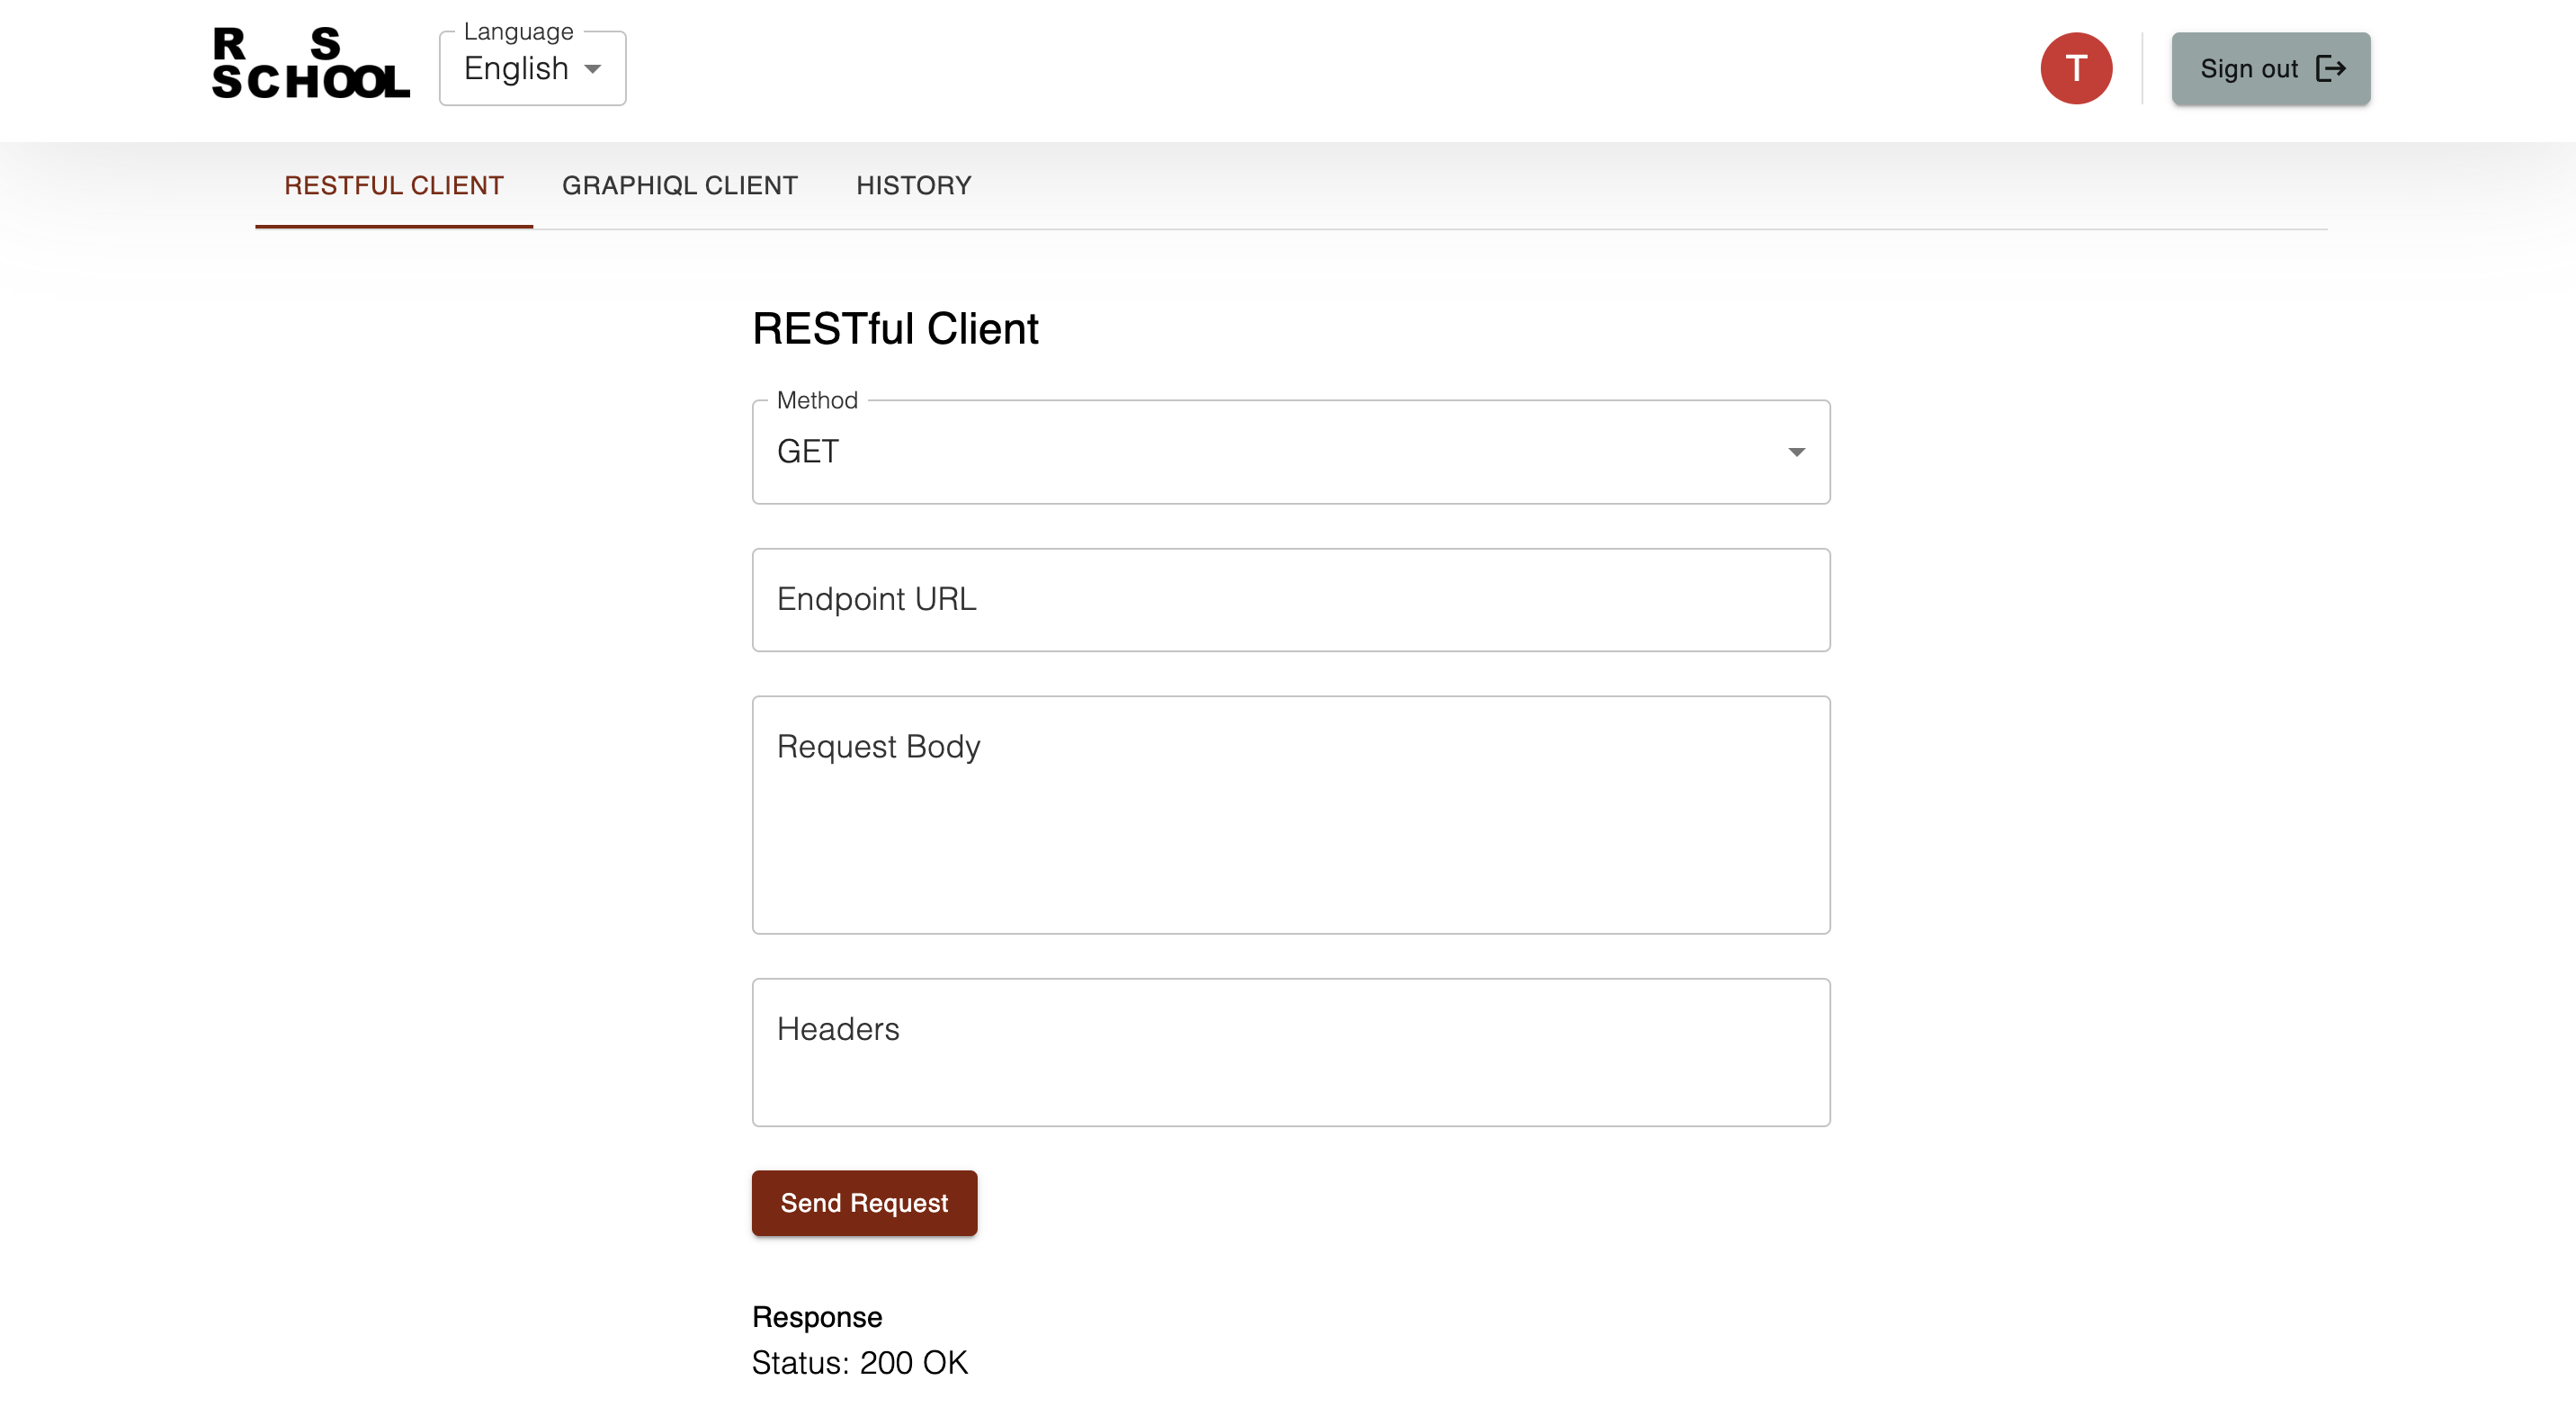 R S
SCHOOL
Language
English
T
Sign out
RESTFUL CLIENT
GRAPHIQL CLIENT
HISTORY
RESTful Client
Method
GET
Endpoint URL
Request Body
Headers
Send Request
Response
Status: 200 OK